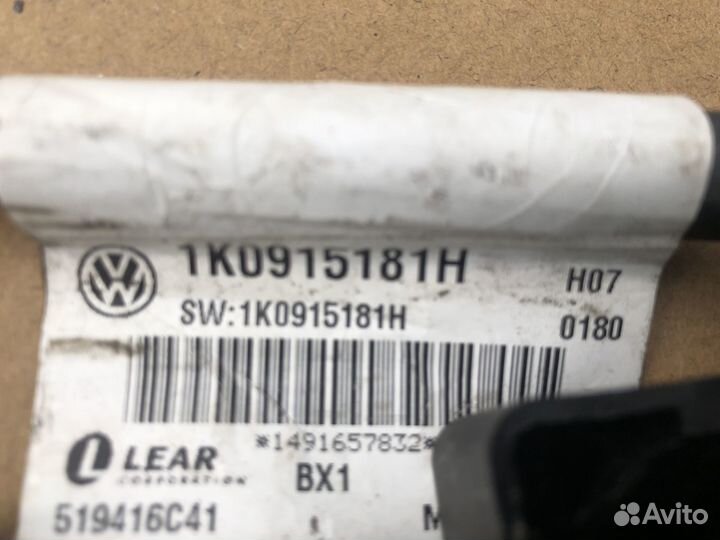 1K0915181H
H07
SW:1K0915181H
0180
*1491657832*
LEAR
CORPORATION
BX1
519416C41
Avito